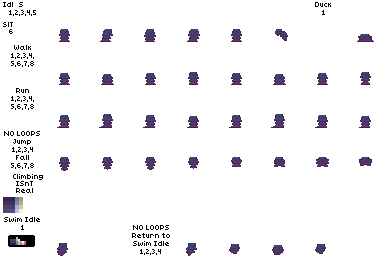 Idl S
1,2,3,4,5
Duck
1
SIT
6
Walk
1,2,3,4,
5,6,7,8
Run
1,2,3,4,
5,6,7,8
NO LOOPS
Jump
1,2,3,4
Fall
5,6,7,8
Climbing
ISnT
Real
Swim Idle
1
NO LOOPS
Return to
Swim Idle
1,2,3,4